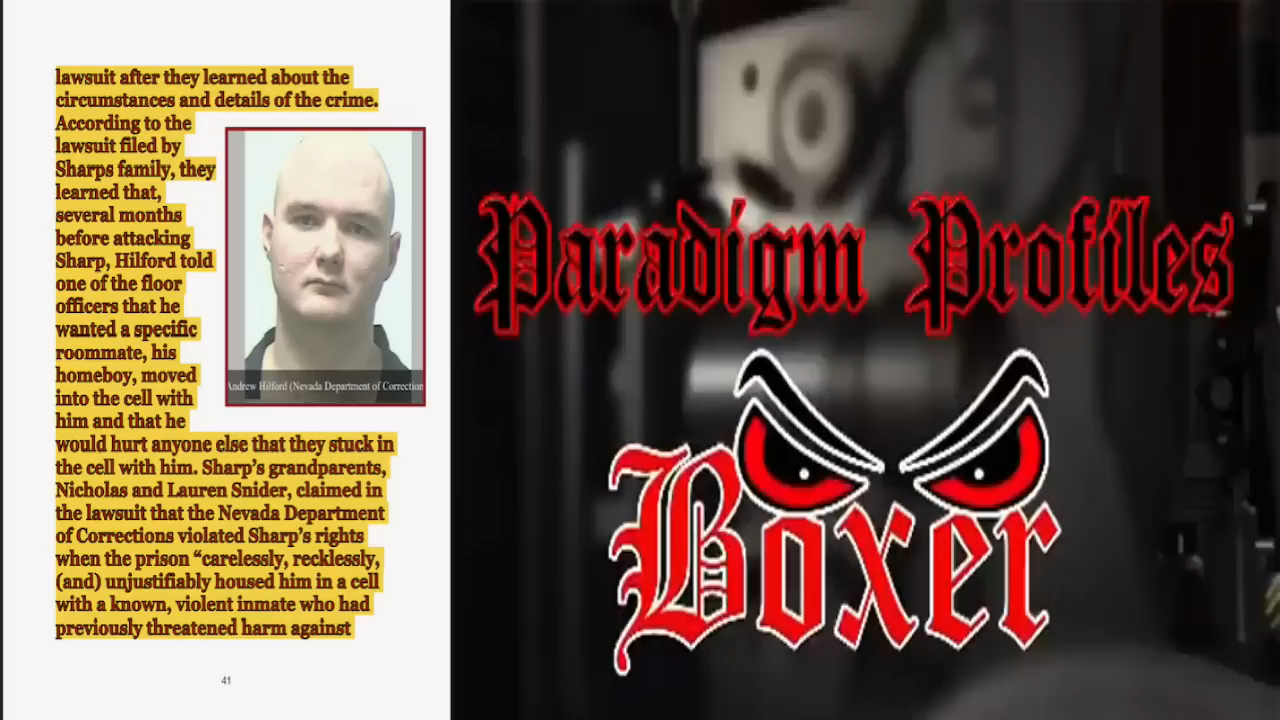 lawsuit after they learned about the
circumstances and details of the crime.
According to the
lawsuit filed by
Sharps family, they
learned that,
several months
before attacking
Sharp, Hilford told
one of the floor
officers that he
wanted a specific
roommate, his
homeboy, moved
into the cell with
him and that he
would hurt anyone else that they stuck in
the cell with him. Sharp's grandparents,
Nicholas and Lauren Snider, claimed in
the lawsuit that the Nevada Department
of Corrections violated Sharp's rights
when the prison “carelessly, recklessly,
(and) unjustifiably housed him in a cell
with a known, violent inmate who had
previously threatened harm against
Andrew Hilford (Nevada Department of Correction
41
Paradigm Profiles
Boxer